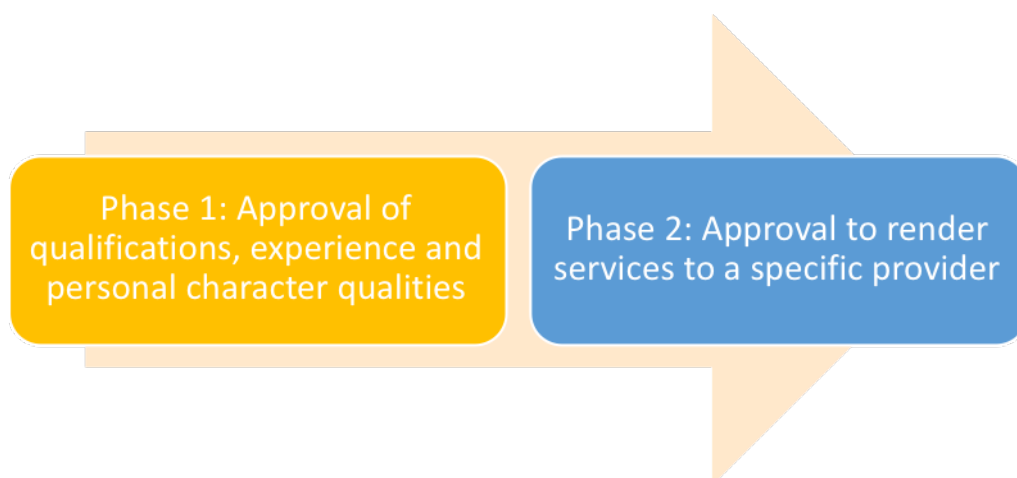 Phase 1: Approval of
qualifications, experience and
personal character qualities
Phase 2: Approval to render
services to a specific provider